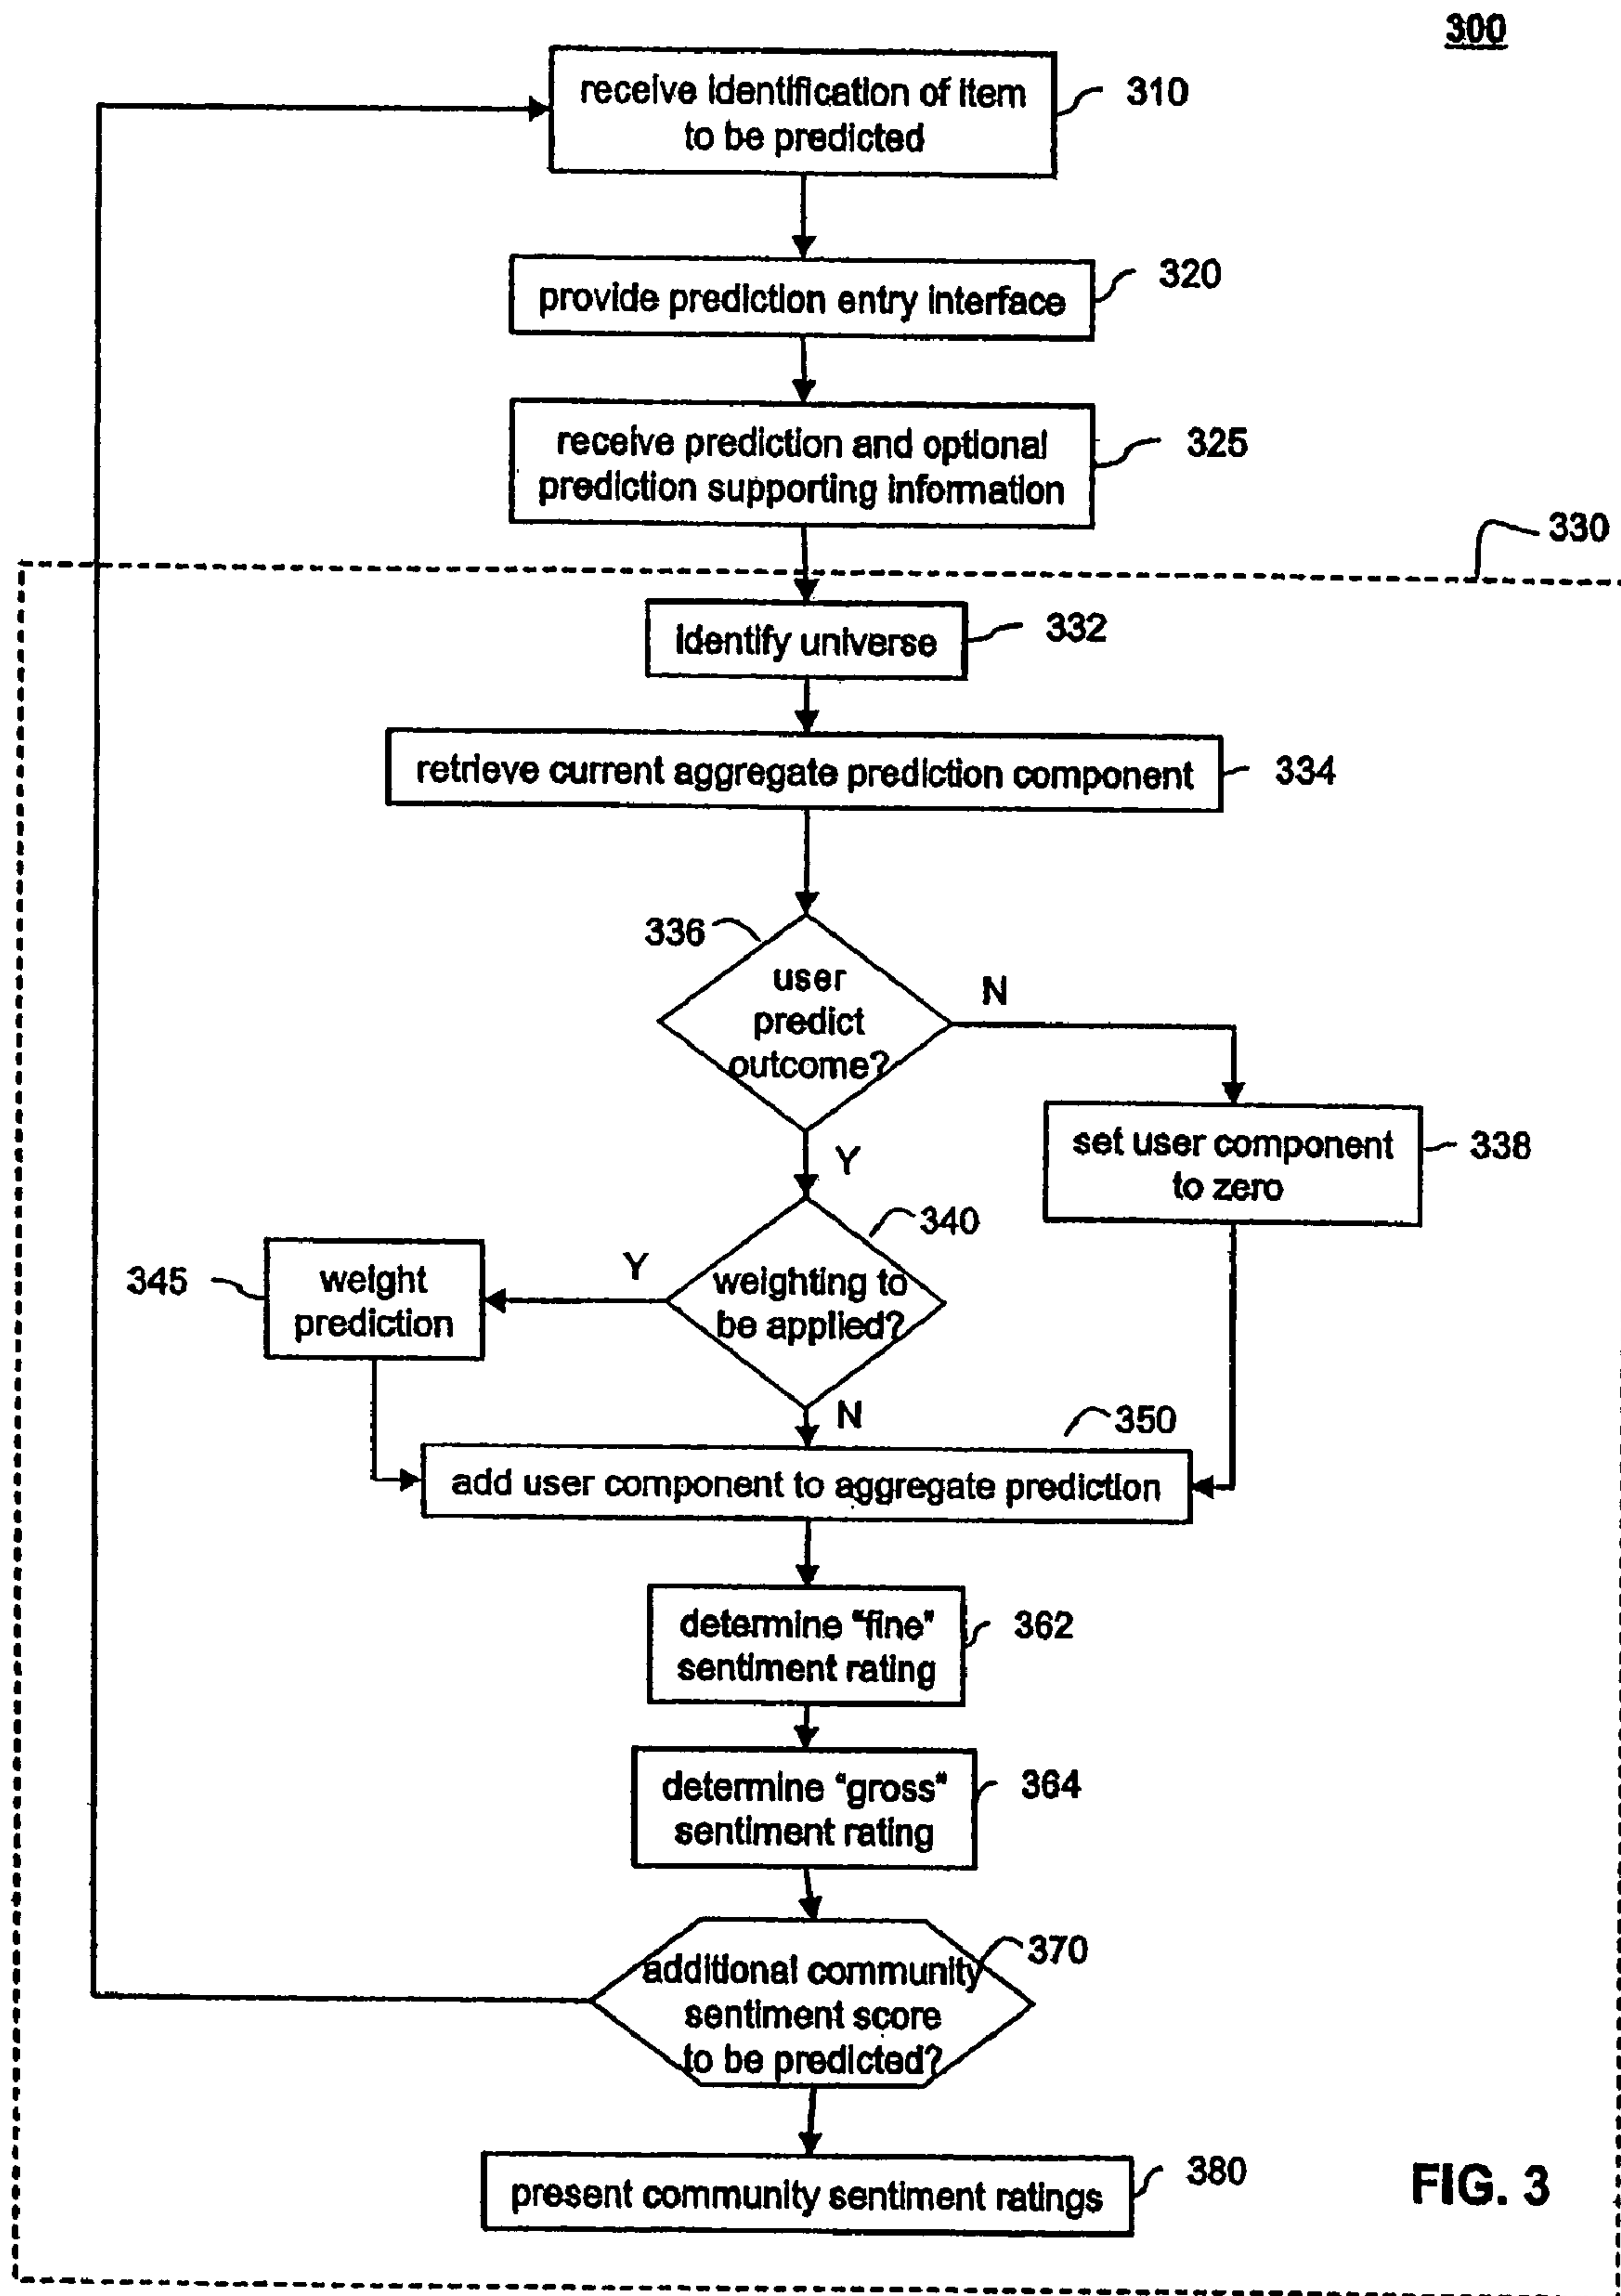 300
receive identification of item
to be predicted
310
provide prediction entry interface
320
receive prediction and optional
prediction supporting information
325
330
identify universe
332
retrieve current aggregate prediction component
334
336
user
predict
outcome?
N
Y
set user component
to zero
338
340
weighting to
be applied?
Y
N
345
weight
prediction
350
add user component to aggregate prediction
determine "fine"
sentiment rating
362
determine "gross"
sentiment rating
364
additional community
sentiment score
to be predicted?
370
present community sentiment ratings
380
FIG. 3